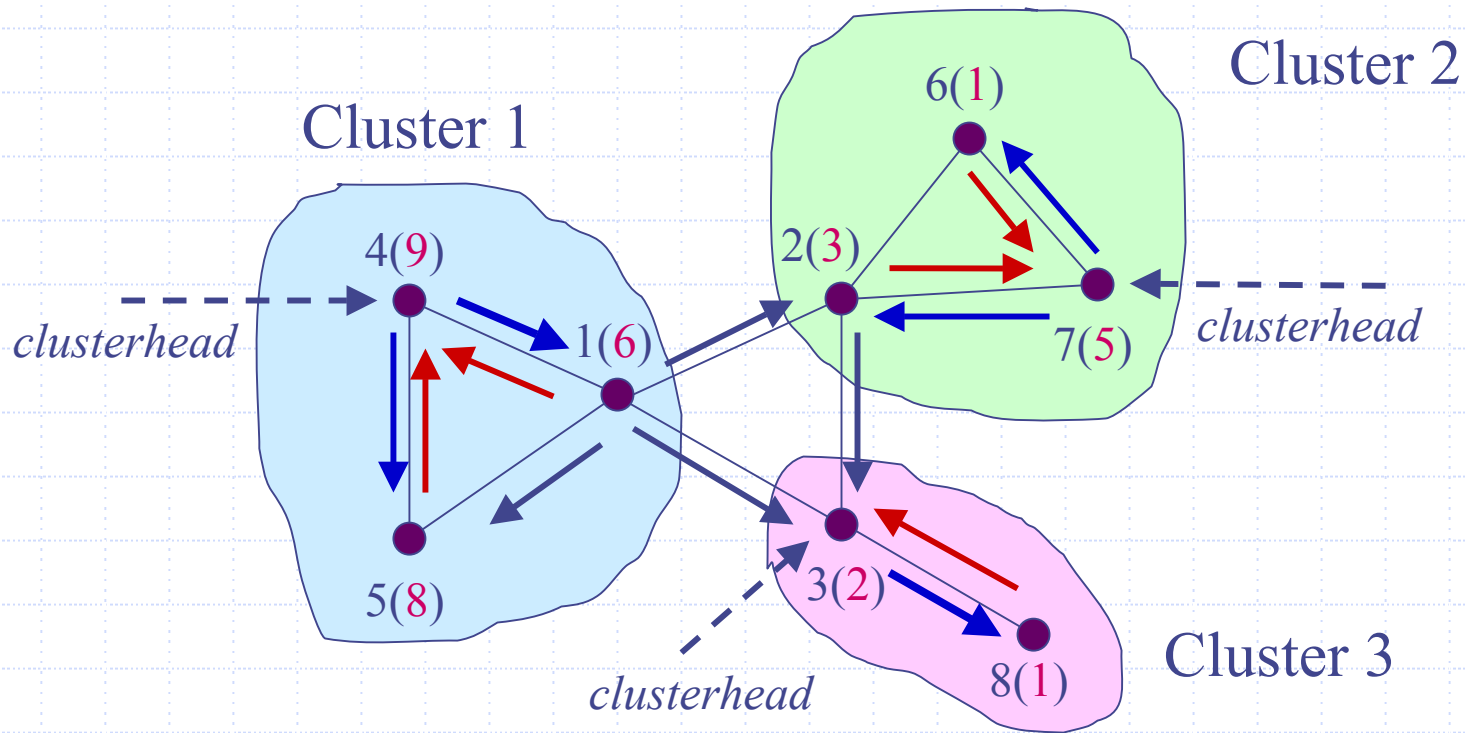 Cluster 2
6(1)
Cluster 1
4(9)
2(3)
clusterhead
1(6)
7(5)
clusterhead
5(8)
3(2)
clusterhead
8(1)
Cluster 3